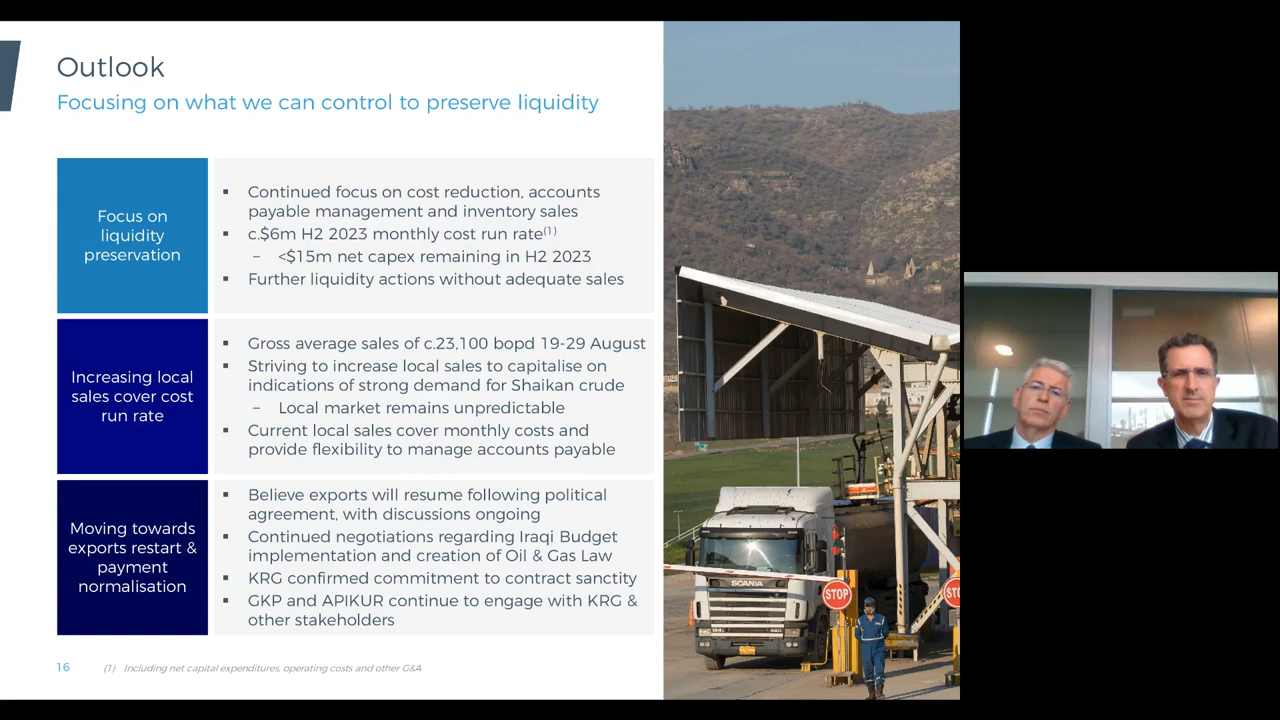 Outlook
Focusing on what we can control to preserve liquidity
Focus on
liquidity
preservation
▪ Continued focus on cost reduction, accounts
payable management and inventory sales
▪ c.$6m H2 2023 monthly cost run rate(1)
− <$15m net capex remaining in H2 2023
▪ Further liquidity actions without adequate sales
Increasing local
sales cover cost
run rate
▪ Gross average sales of c.23,100 bopd 19-29 August
▪ Striving to increase local sales to capitalise on
indications of strong demand for Shaikan crude
− Local market remains unpredictable
▪ Current local sales cover monthly costs and
provide flexibility to manage accounts payable
Moving towards
exports restart &
payment
normalisation
▪ Believe exports will resume following political
agreement, with discussions ongoing
▪ Continued negotiations regarding Iraqi Budget
implementation and creation of Oil & Gas Law
▪ KRG confirmed commitment to contract sanctity
▪ GKP and APIKUR continue to engage with KRG &
other stakeholders
16
(1) Including net capital expenditures, operating costs and other G&A
SCANIA
STOP